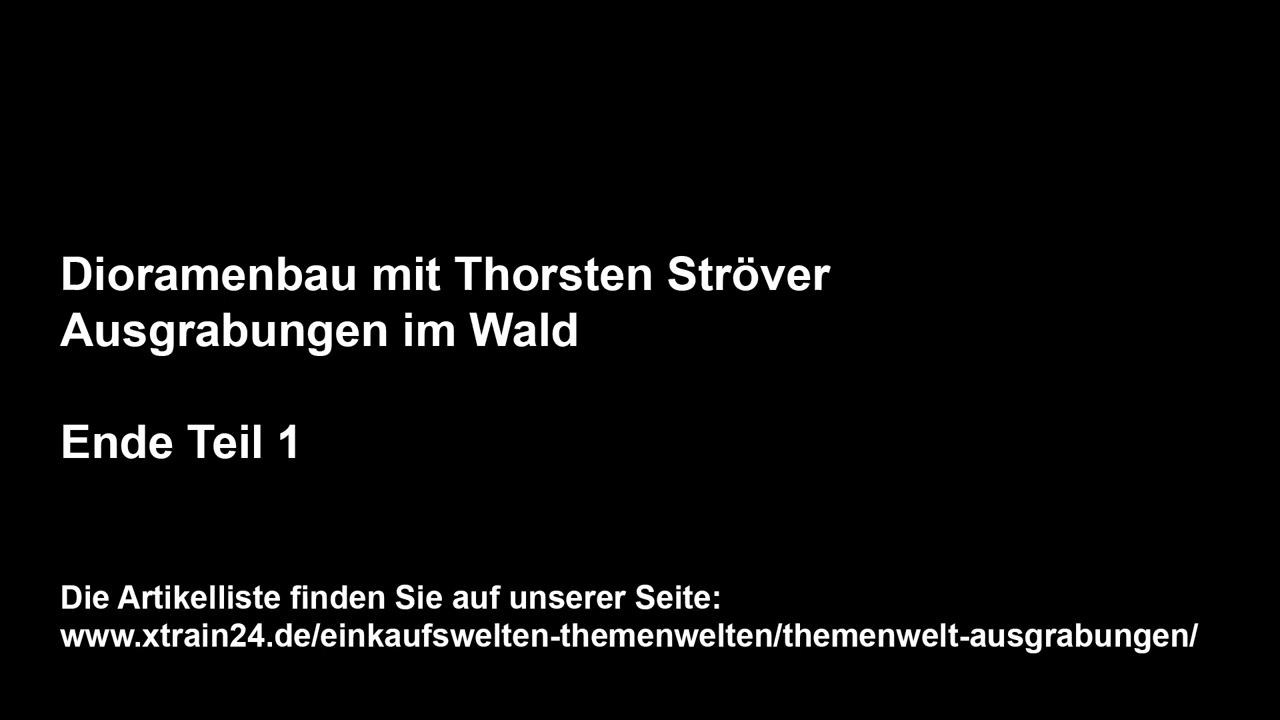 Dioramenbau mit Thorsten Ströver
Ausgrabungen im Wald
Ende Teil 1
Die Artikelliste finden Sie auf unserer Seite:
www.xtrain24.de/einkaufswelten-themenwelten/themenwelt-ausgrabungen/